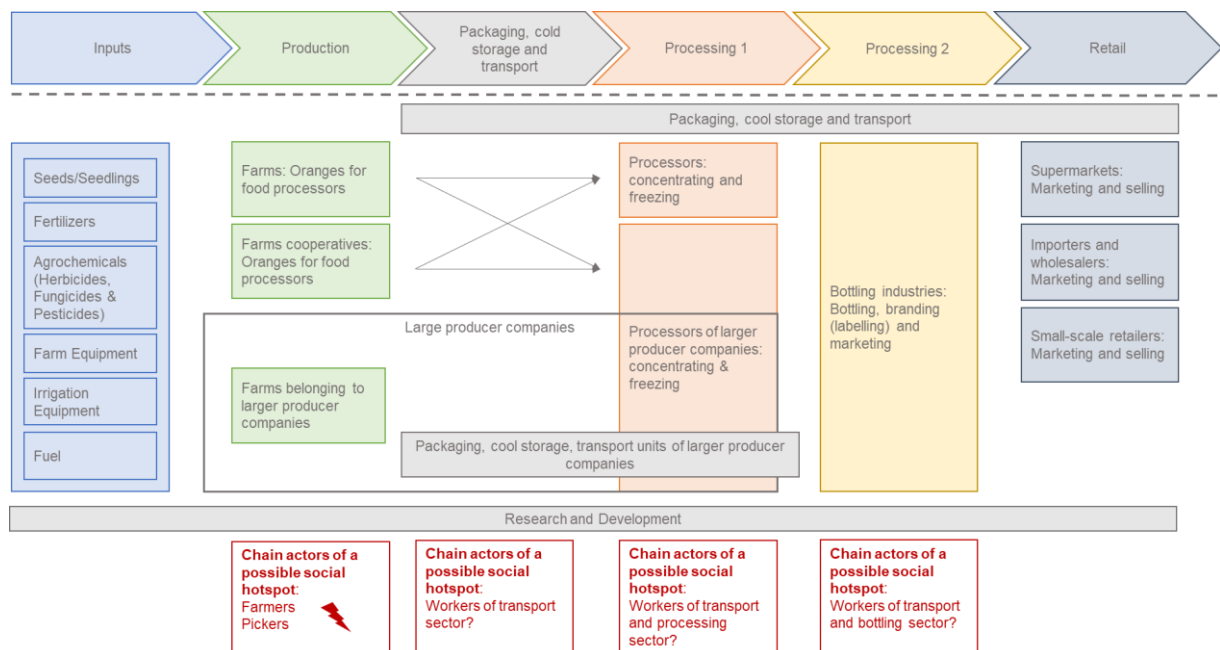 Inputs
Production
Packaging, cold
storage and
transport
Processing 1
Processing 2
Retail
Packaging, cool storage and transport
Seeds/Seedlings
Fertilizers
Agrochemicals
(Herbicides,
Fungicides &
Pesticides)
Farm Equipment
Irrigation
Equipment
Fuel
Farms: Oranges for
food processors
Farms cooperatives:
Oranges for food
processors
Large producer companies
Farms belonging to
larger producer
companies
Processors:
concentrating and
freezing
Processors of larger
producer companies:
concentrating &
freezing
Packaging, cool storage, transport units of larger producer
companies
Bottling industries:
Bottling, branding
(labelling) and
marketing
Supermarkets:
Marketing and selling
Importers and
wholesalers:
Marketing and selling
Small-scale retailers:
Marketing and selling
Research and Development
Chain actors of a
possible social
hotspot:
Farmers
Pickers
Chain actors of a
possible social
hotspot:
Workers of transport
sector?
Chain actors of a
possible social
hotspot:
Workers of transport
and processing
sector?
Chain actors of a
possible social
hotspot:
Workers of transport
and bottling sector?